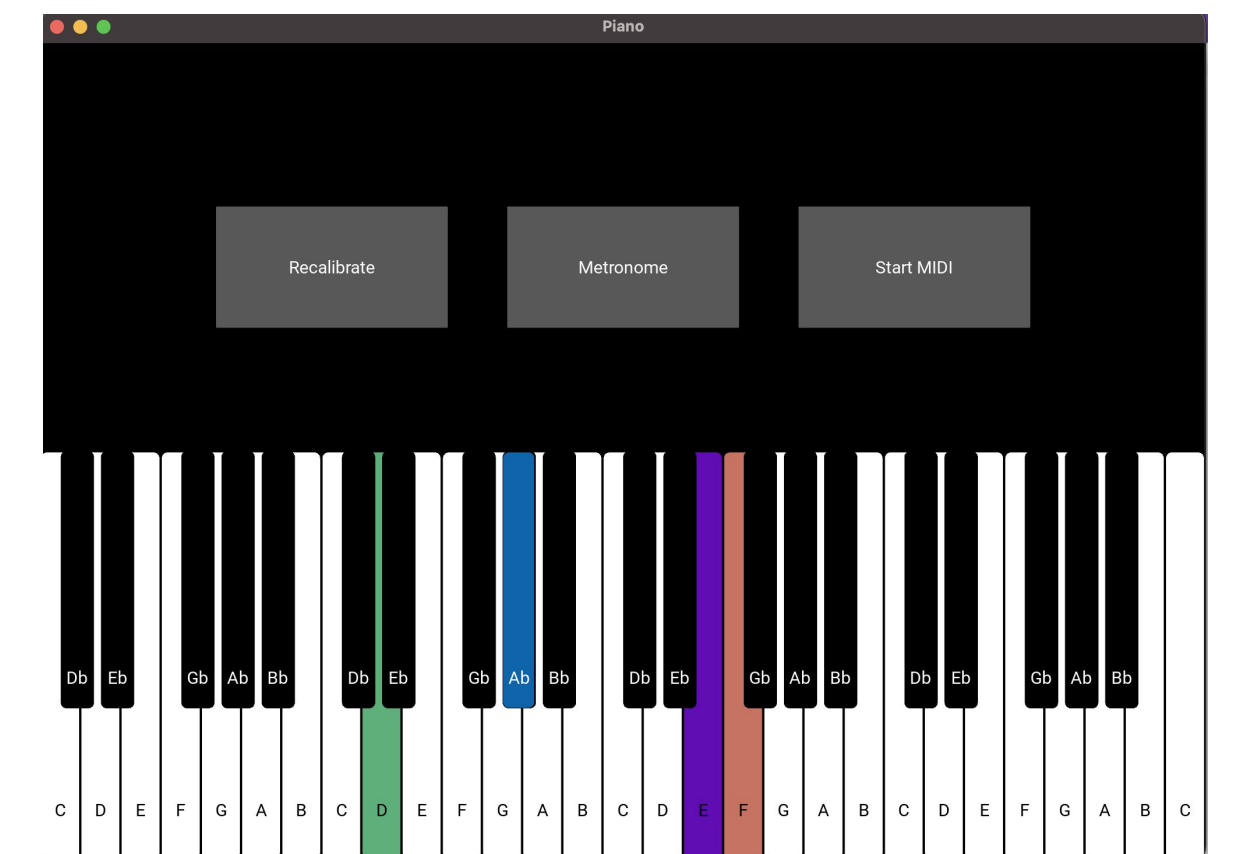 Piano
Recalibrate Metronome Start MIDI
Db Eb Gb Ab Bb Db Eb Gb Ab Bb Db Eb Gb Ab Bb Db Eb Gb Ab Bb
C D E F G A B C D E F G A B C D E F G A B C D E F G A B C